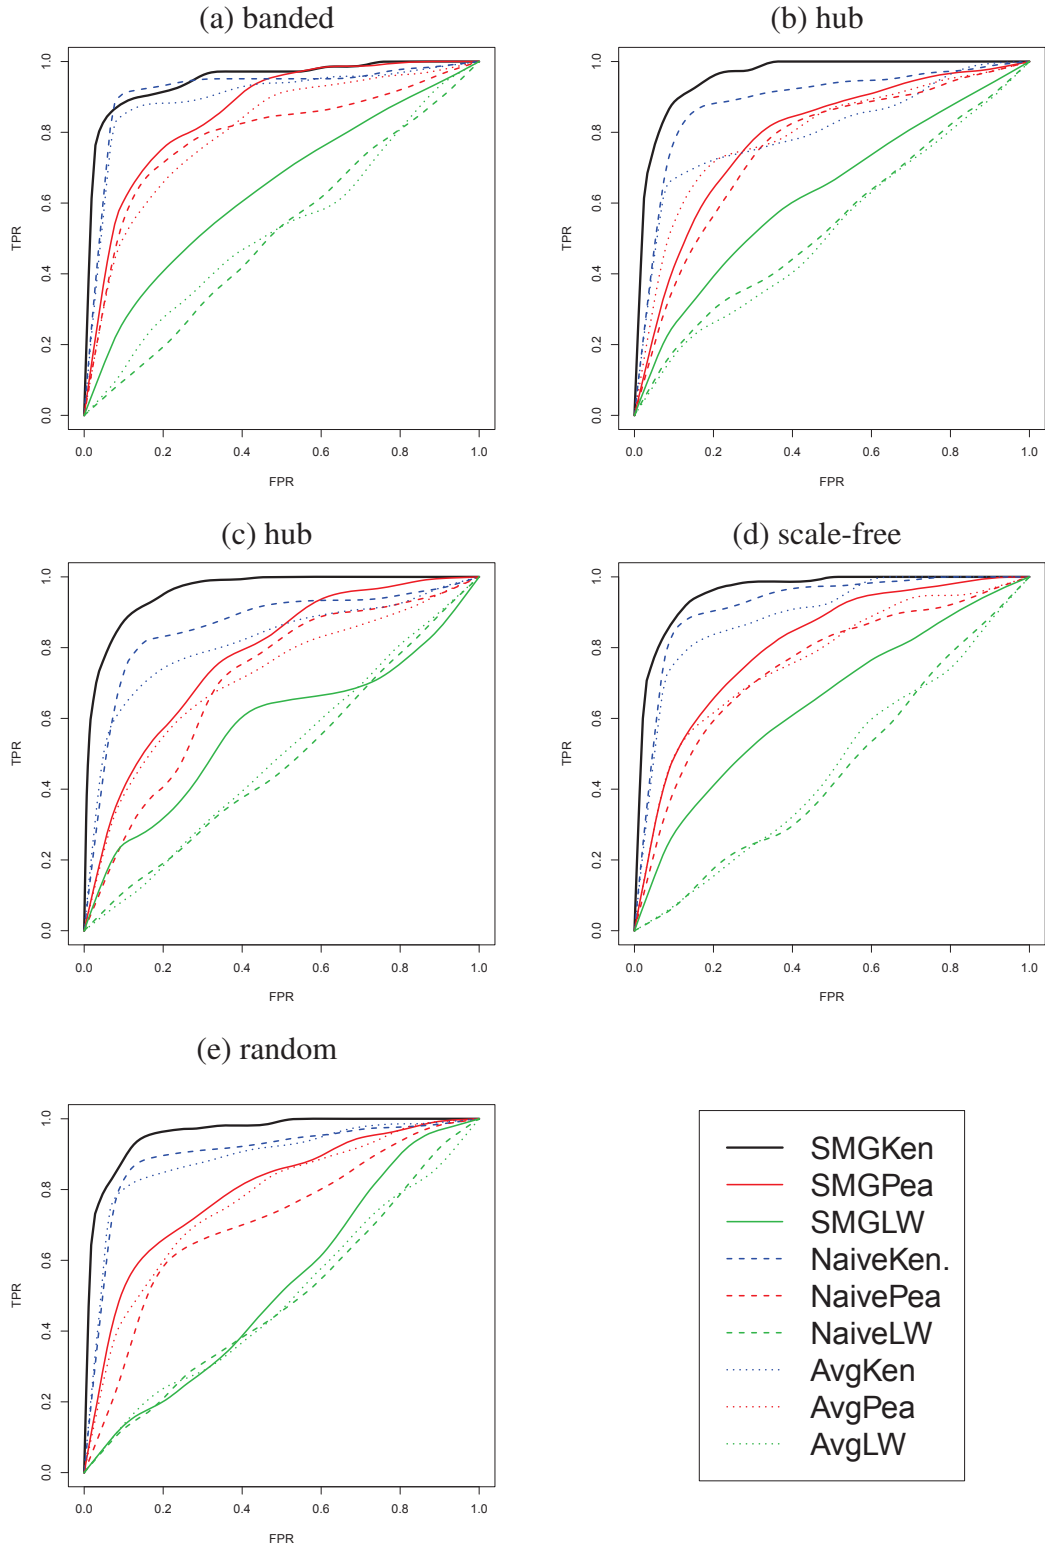 (a) banded
TPR
0.0 0.2 0.4 0.6 0.8 1.0
0.0 0.2 0.4 0.6 0.8 1.0
FPR
(b) hub
TPR
0.0 0.2 0.4 0.6 0.8 1.0
0.0 0.2 0.4 0.6 0.8 1.0
FPR
(c) hub
TPR
0.0 0.2 0.4 0.6 0.8 1.0
0.0 0.2 0.4 0.6 0.8 1.0
FPR
(d) scale-free
TPR
0.0 0.2 0.4 0.6 0.8 1.0
0.0 0.2 0.4 0.6 0.8 1.0
FPR
(e) random
TPR
0.0 0.2 0.4 0.6 0.8 1.0
0.0 0.2 0.4 0.6 0.8 1.0
FPR
SMGKen
SMGPea
SMGLW
NaiveKen.
NaivePea
NaiveLW
AvgKen
AvgPea
AvgLW